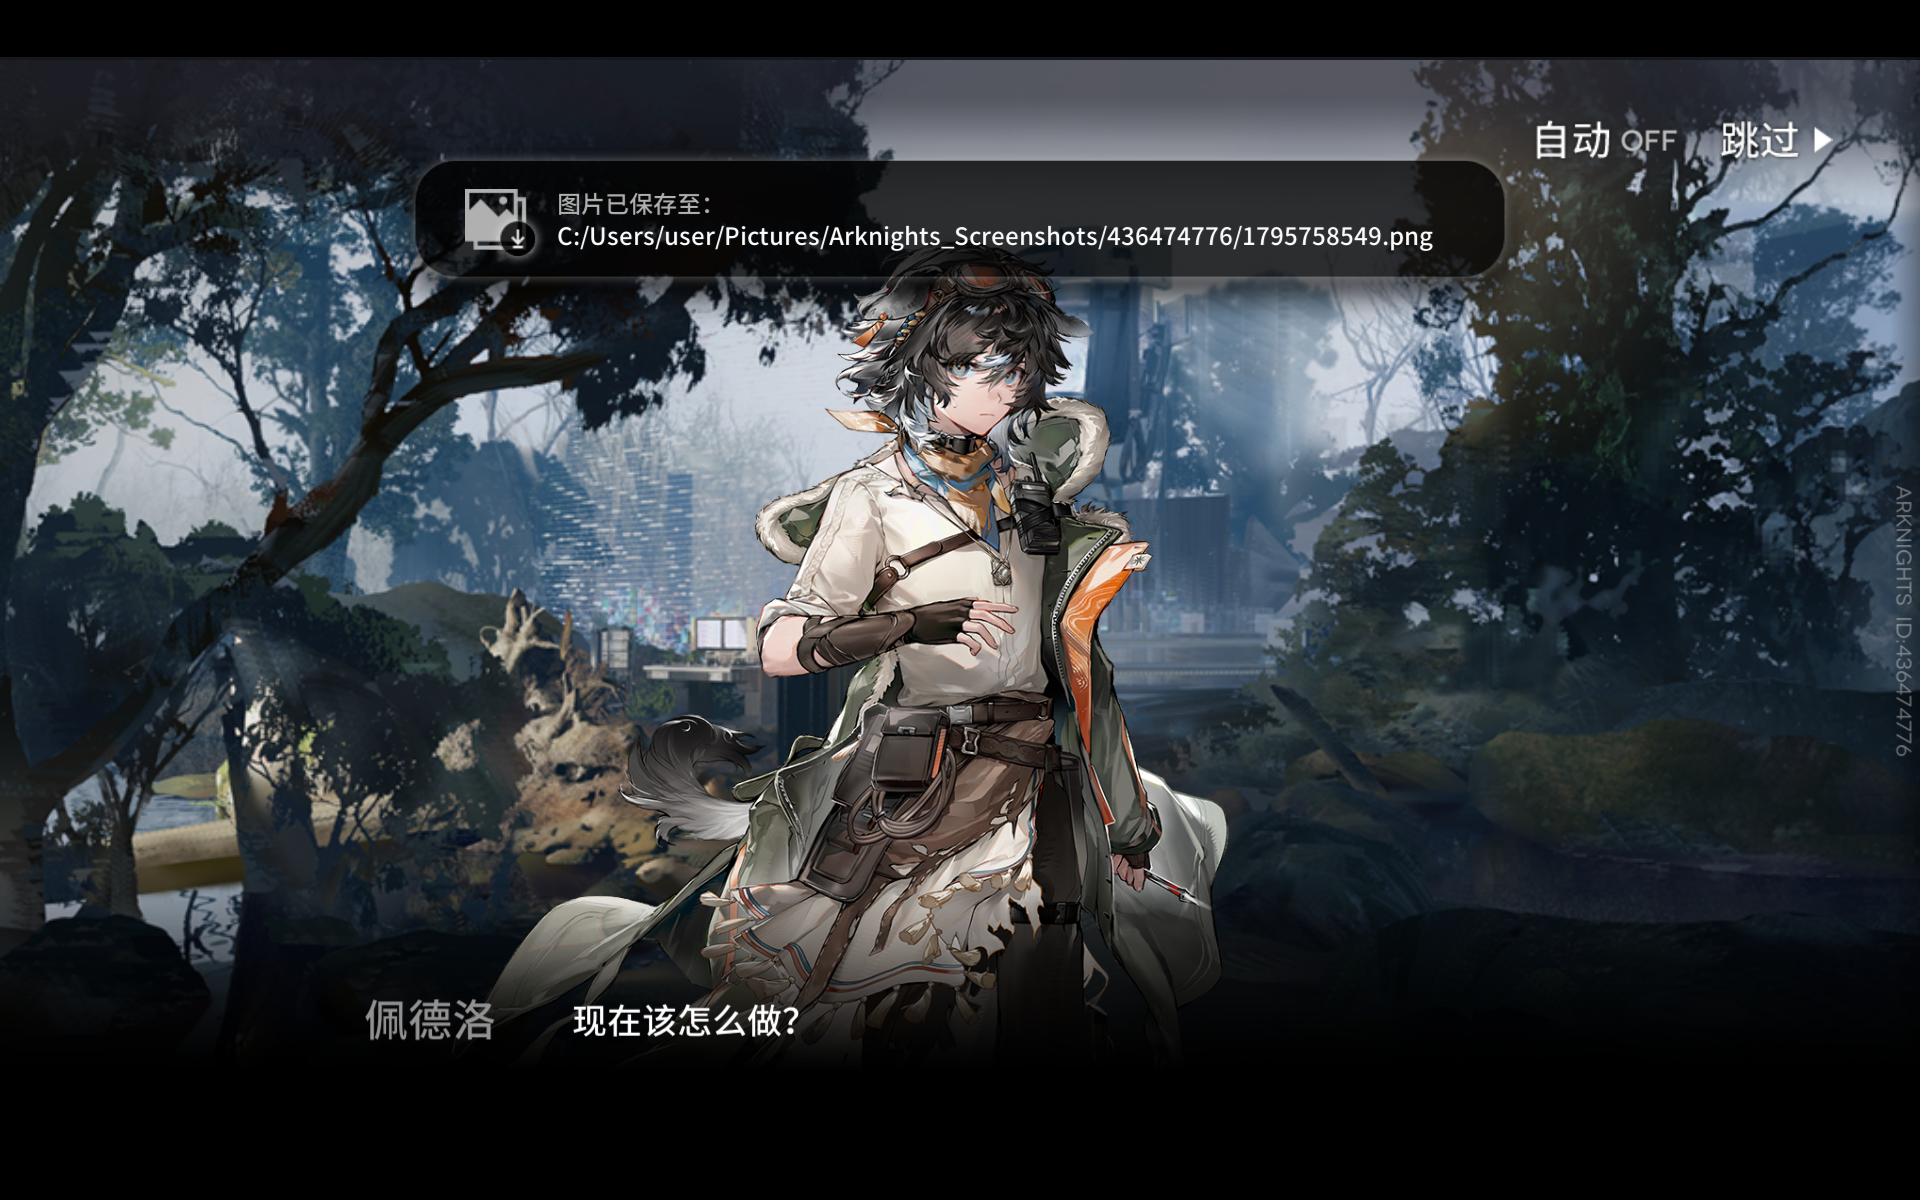 自动 OFF 跳过
图片已保存至：
C:/Users/user/Pictures/Arknights_Screenshots/436474776/1795758549.png
ARKNIGHTS ID:436474776
佩德洛 现在该怎么做？